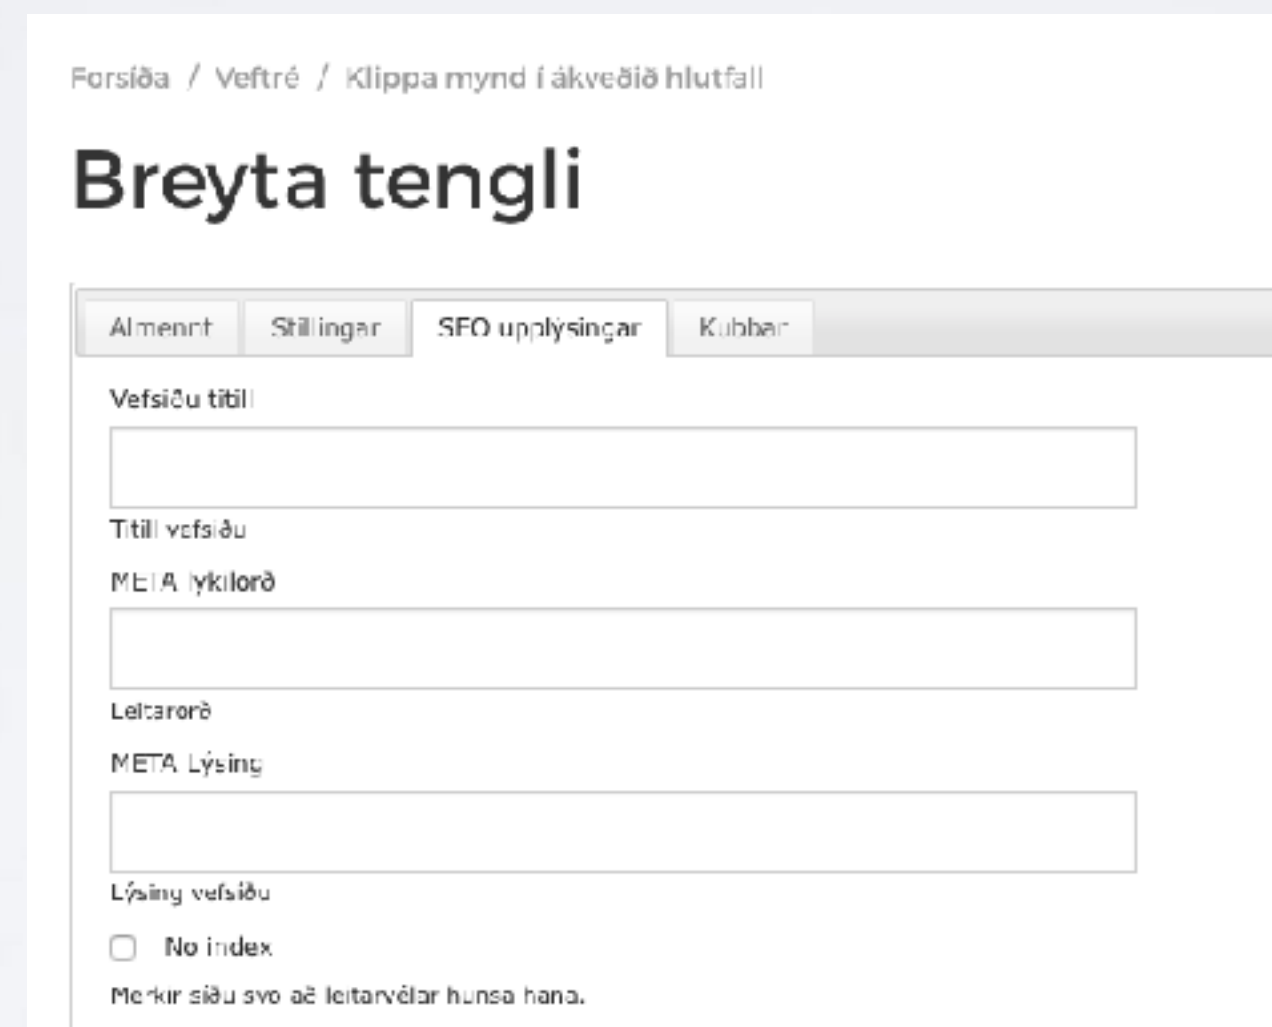 Forsíða / Veftré / Klippa mynd í ákveðið hlutfall
Breyta tengli
Almennt Stillingar SEO upplýsingar Kubbar
Vefsíðu titill
Titill vefsíðu
META lykilorð
Leitarorð
META Lýsing
Lýsing vefsíðu
No index
Merkir síðu svo að leitarvélar hunsa hana.